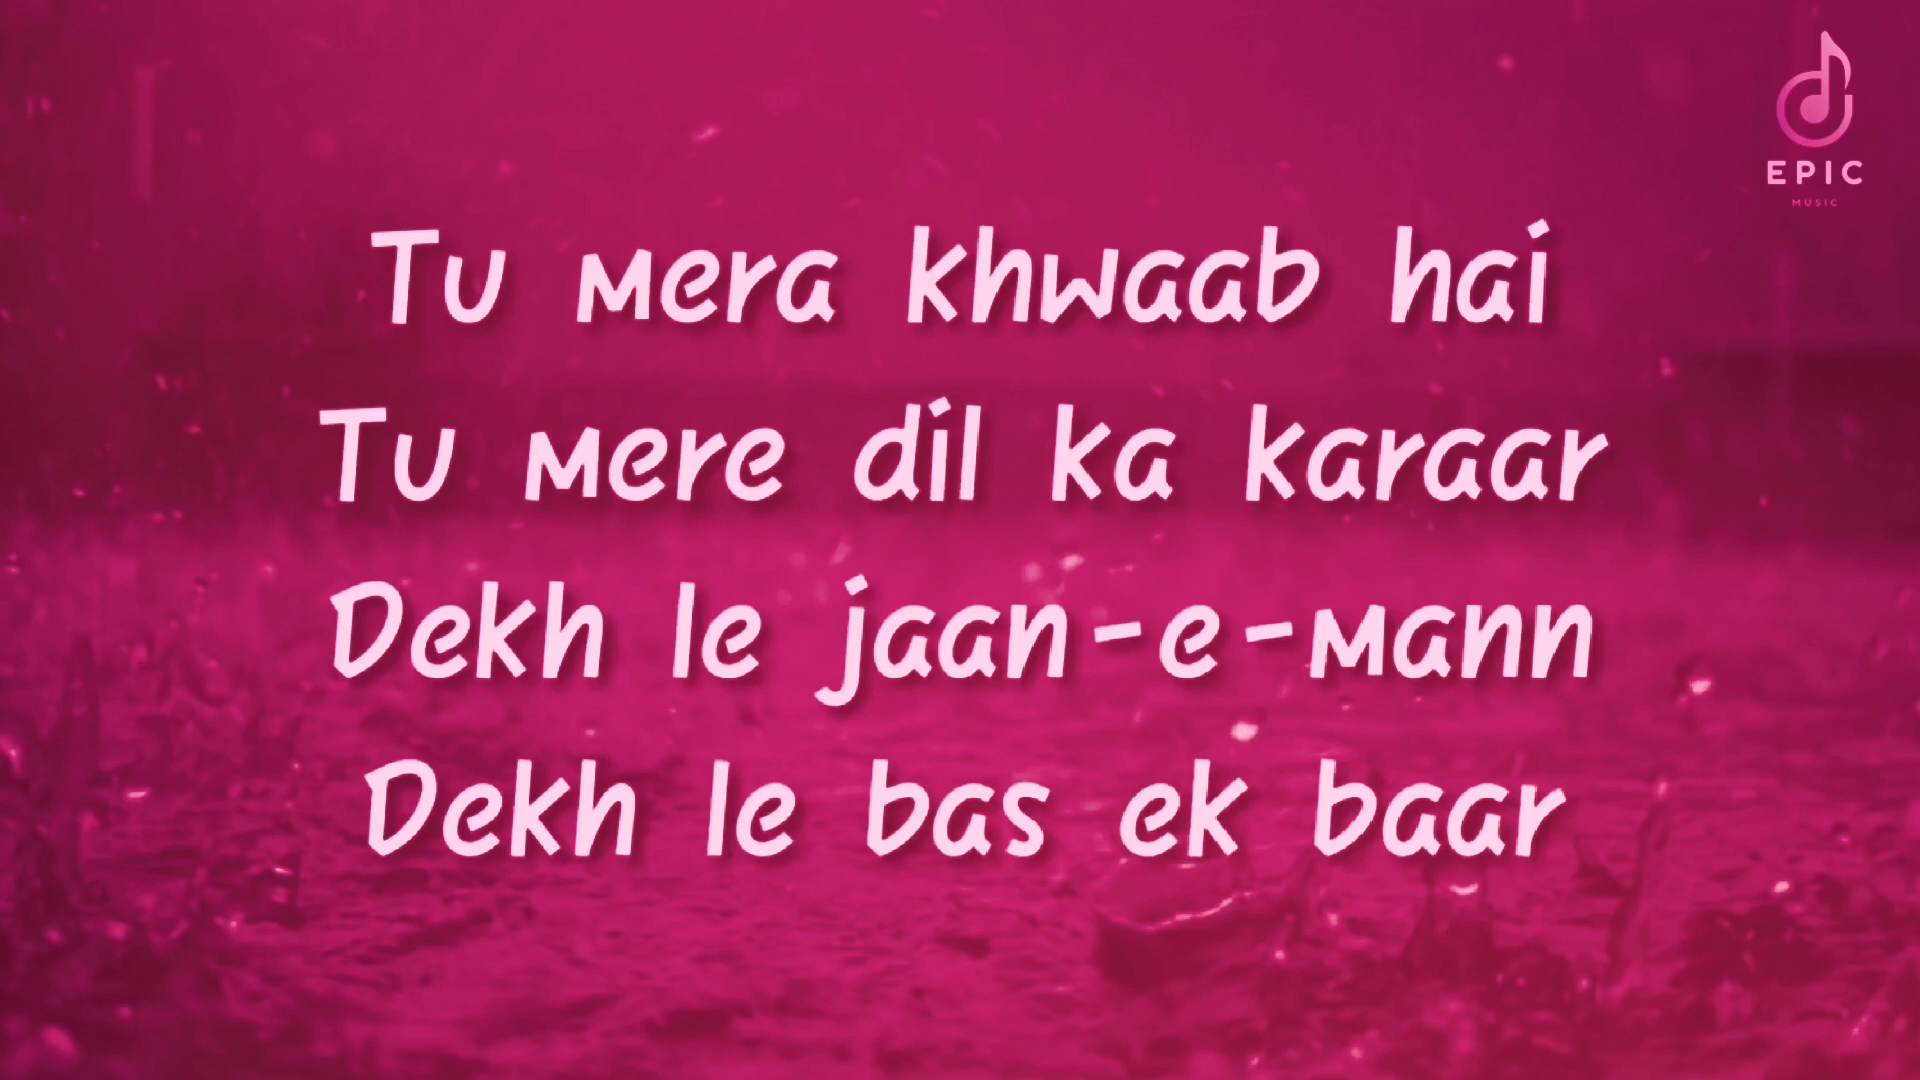 EPIC
MUSIC
Tu mera khwaab hai
Tu mere dil ka karaar
Dekh le jaan-e-mann
Dekh le bas ek baar